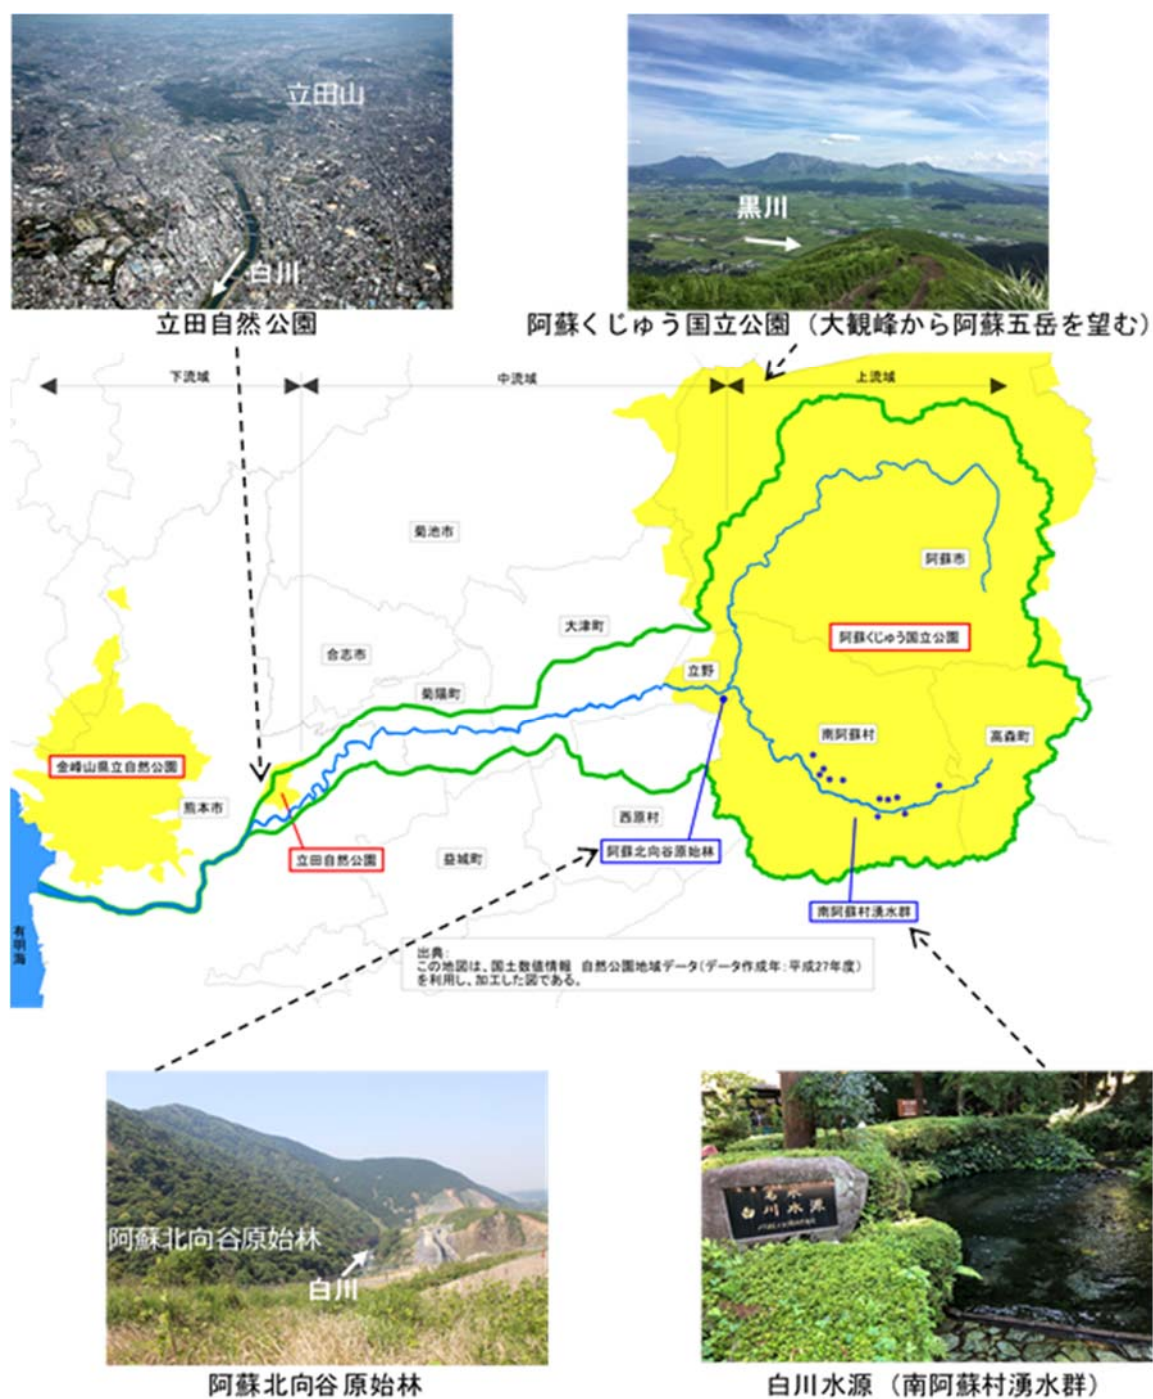 立田山
白川
立田自然公園
黒川
阿蘇くじゅう国立公園（大観峰から阿蘇五岳を望む）
下流域
中流域
上流域
菊池市
阿蘇市
大津町
阿蘇くじゅう国立公園
合志市
立野
菊陽町
南阿蘇村
高森町
金峰山県立自然公園
熊本市
西原村
立田自然公園
益城町
阿蘇北向谷原始林
南阿蘇村湧水群
有明海
出典：
この地図は、国土数値情報　自然公園地域データ（データ作成年：平成27年度）
を利用し、加工した図である。
阿蘇北向谷原始林
白川
阿蘇北向谷原始林
名水
白川水源
白川水源（南阿蘇村湧水群）